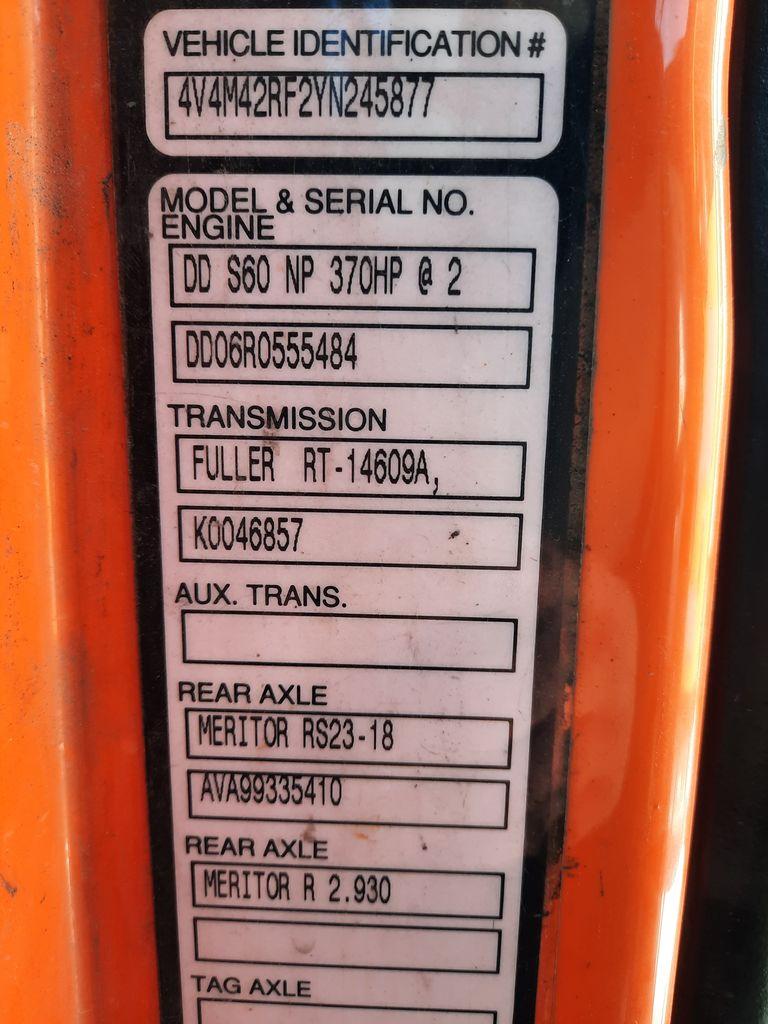 VEHICLE IDENTIFICATION #
4V4M42RF2YN245877
MODEL & SERIAL NO.
ENGINE
DD S60 NP 370HP @ 2
DD06R0555484
TRANSMISSION
FULLER RT-14609A,
K0046857
AUX. TRANS.
REAR AXLE
MERITOR RS23-18
AVA99335410
REAR AXLE
MERITOR R 2.930
TAG AXLE